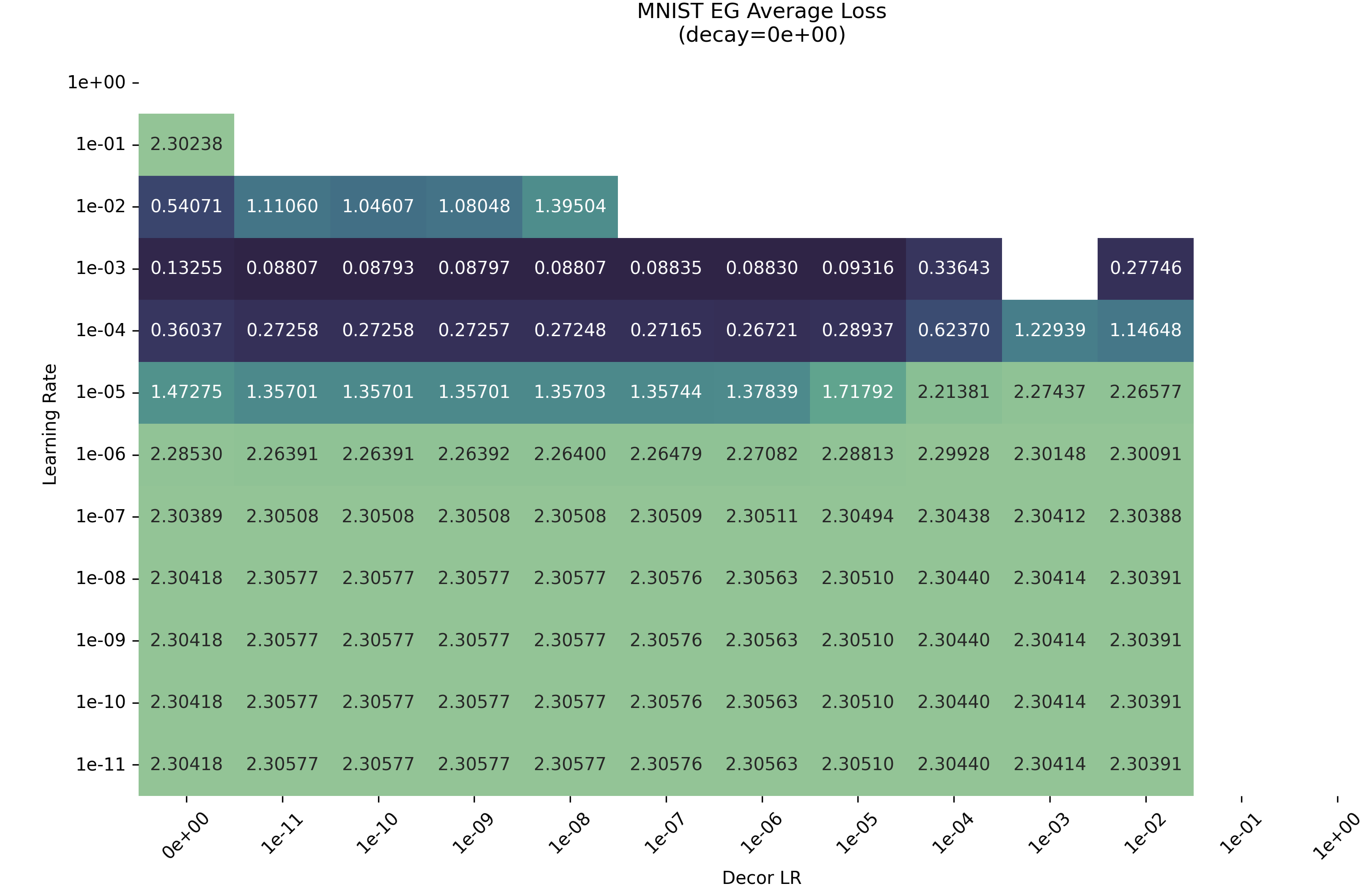 MNIST EG Average Loss
(decay=0e+00)
Learning Rate
1e+00
1e-01 2.30238
1e-02 0.54071 1.11060 1.04607 1.08048 1.39504
1e-03 0.13255 0.08807 0.08793 0.08797 0.08807 0.08835 0.08830 0.09316 0.33643 0.27746
1e-04 0.36037 0.27258 0.27258 0.27257 0.27248 0.27165 0.26721 0.28937 0.62370 1.22939 1.14648
1e-05 1.47275 1.35701 1.35701 1.35701 1.35703 1.35744 1.37839 1.71792 2.21381 2.27437 2.26577
1e-06 2.28530 2.26391 2.26391 2.26392 2.26400 2.26479 2.27082 2.28813 2.29928 2.30148 2.30091
1e-07 2.30389 2.30508 2.30508 2.30508 2.30508 2.30509 2.30511 2.30494 2.30438 2.30412 2.30388
1e-08 2.30418 2.30577 2.30577 2.30577 2.30577 2.30576 2.30563 2.30510 2.30440 2.30414 2.30391
1e-09 2.30418 2.30577 2.30577 2.30577 2.30577 2.30576 2.30563 2.30510 2.30440 2.30414 2.30391
1e-10 2.30418 2.30577 2.30577 2.30577 2.30577 2.30576 2.30563 2.30510 2.30440 2.30414 2.30391
1e-11 2.30418 2.30577 2.30577 2.30577 2.30577 2.30576 2.30563 2.30510 2.30440 2.30414 2.30391
0e+00 1e-11 1e-10 1e-09 1e-08 1e-07 1e-06 1e-05 1e-04 1e-03 1e-02 1e-01 1e+00
Decor LR